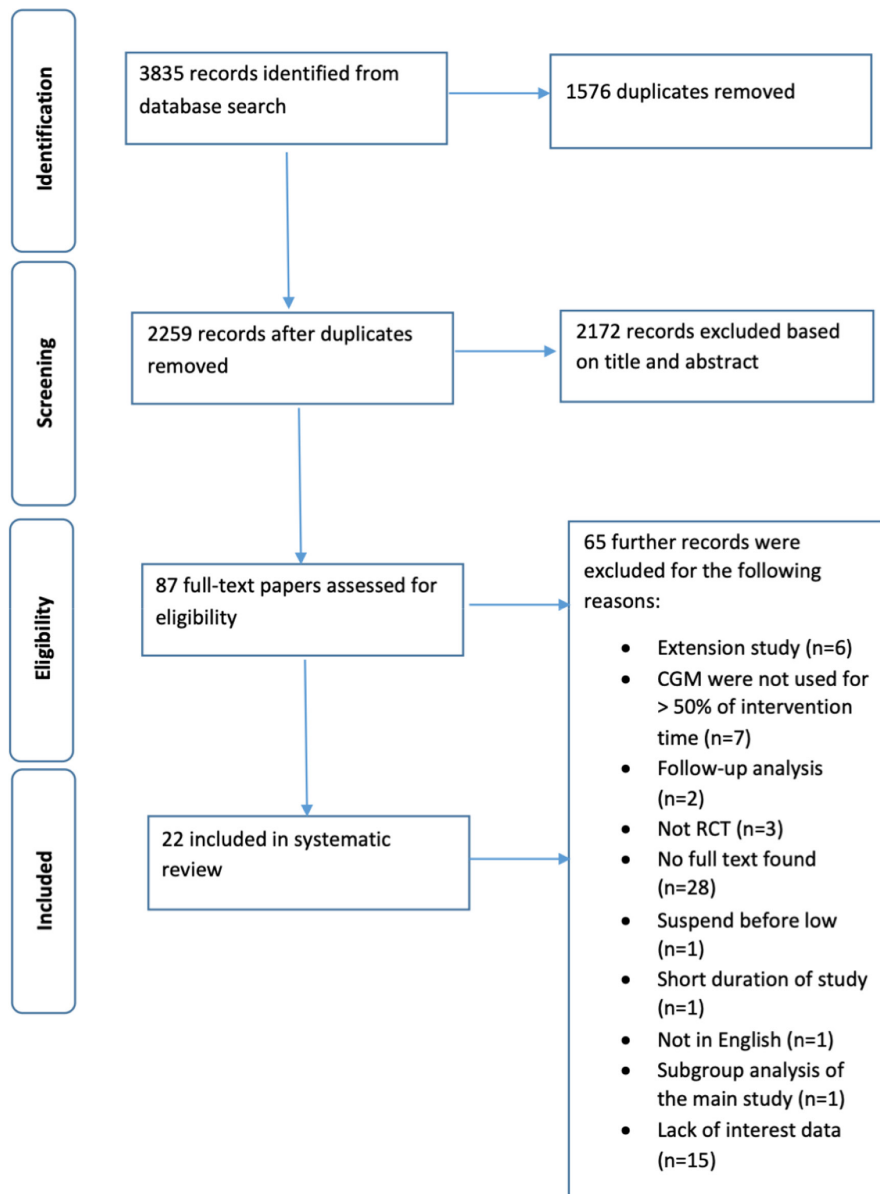 Identification
3835 records identified from
database search
1576 duplicates removed
Screening
2259 records after duplicates
removed
2172 records excluded based
on title and abstract
Eligibility
87 full-text papers assessed for
eligibility
65 further records were
excluded for the following
reasons:
• Extension study (n=6)
• CGM were not used for
> 50% of intervention
time (n=7)
• Follow-up analysis
(n=2)
• Not RCT (n=3)
• No full text found
(n=28)
• Suspend before low
(n=1)
• Short duration of study
(n=1)
• Not in English (n=1)
• Subgroup analysis of
the main study (n=1)
• Lack of interest data
(n=15)
Included
22 included in systematic
review